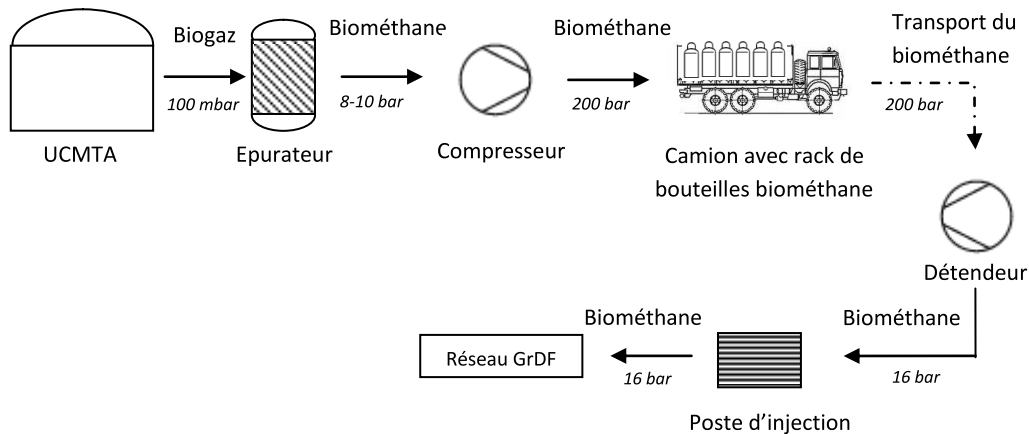 Biogaz
100 mbar
UCMTA
Epurateur
Biométhane
8-10 bar
Compresseur
Biométhane
200 bar
Camion avec rack de
bouteilles biométhane
Transport du
biométhane
200 bar
Détendeur
Biométhane
16 bar
Poste d’injection
Biométhane
16 bar
Réseau GrDF